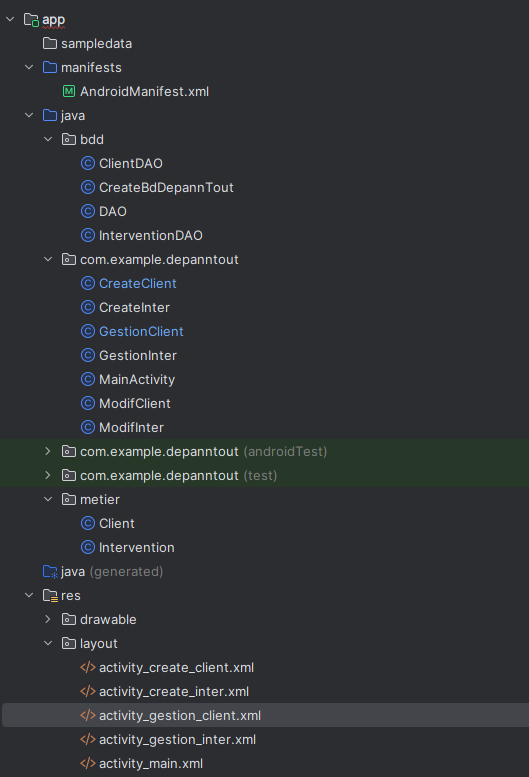 app
sampledata
manifests
AndroidManifest.xml
java
bdd
ClientDAO
CreateBdDepannTout
DAO
InterventionDAO
com.example.depanntout
CreateClient
CreateInter
GestionClient
GestionInter
MainActivity
ModifClient
ModifInter
com.example.depanntout (androidTest)
com.example.depanntout (test)
metier
Client
Intervention
java (generated)
res
drawable
layout
activity_create_client.xml
activity_create_inter.xml
activity_gestion_client.xml
activity_gestion_inter.xml
activity_main.xml